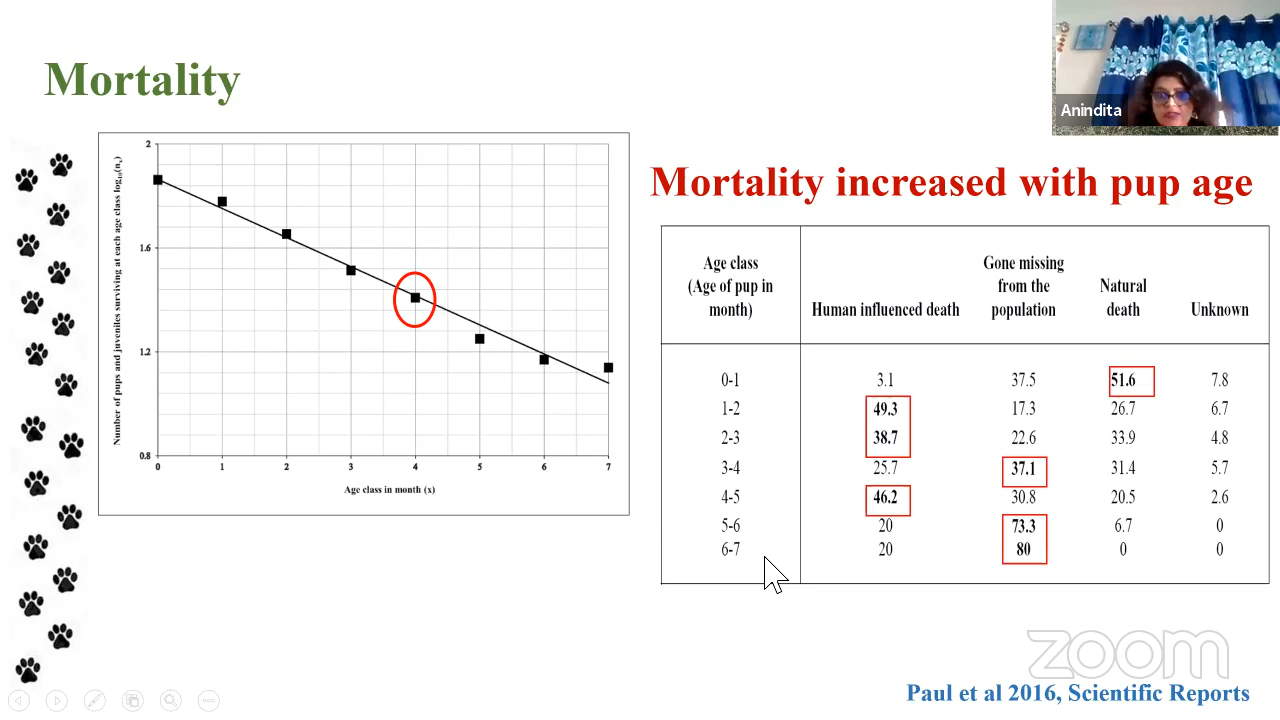 Mortality
Anindita
Number of pups and juveniles surviving at each age class log10(nx)
2
1.6
1.2
0.8
0 1 2 3 4 5 6 7
Age class in month (x)
Mortality increased with pup age
Age class
(Age of pup in
month)
Human influenced death
Gone missing
from the
population
Natural
death
Unknown
0-1 3.1 37.5 51.6 7.8
1-2 49.3 17.3 26.7 6.7
2-3 38.7 22.6 33.9 4.8
3-4 25.7 37.1 31.4 5.7
4-5 46.2 30.8 20.5 2.6
5-6 20 73.3 6.7 0
6-7 20 80 0 0
zoom
Paul et al 2016, Scientific Reports